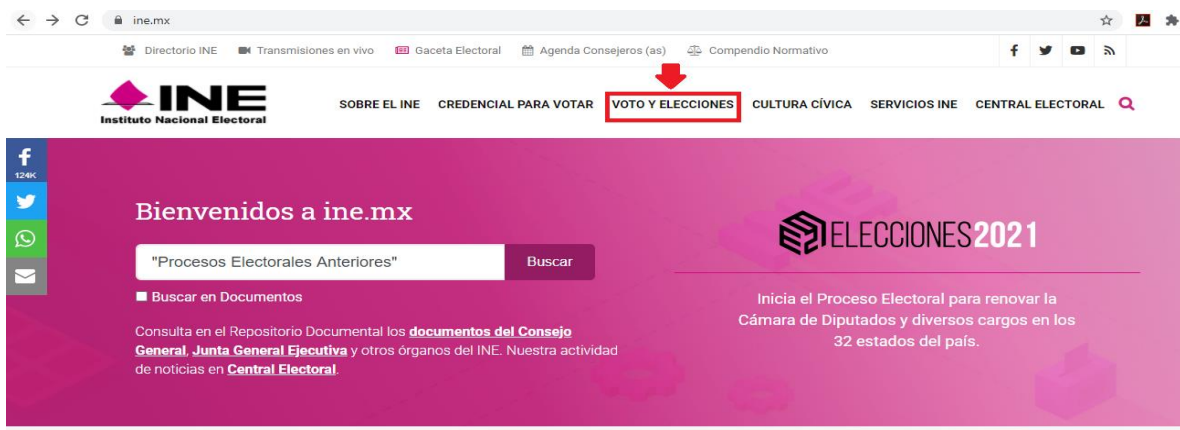 ine.mx
Directorio INE Transmisiones en vivo Gaceta Electoral Agenda Consejeros (as) Compendio Normativo
INE
Instituto Nacional Electoral
SOBRE EL INE CREDENCIAL PARA VOTAR VOTO Y ELECCIONES CULTURA CÍVICA SERVICIOS INE CENTRAL ELECTORAL
124K
Bienvenidos a ine.mx
"Procesos Electorales Anteriores" Buscar
Buscar en Documentos
Consulta en el Repositorio Documental los documentos del Consejo
General, Junta General Ejecutiva y otros órganos del INE. Nuestra actividad
de noticias en Central Electoral.
ELECCIONES 2021
Inicia el Proceso Electoral para renovar la
Cámara de Diputados y diversos cargos en los
32 estados del país.